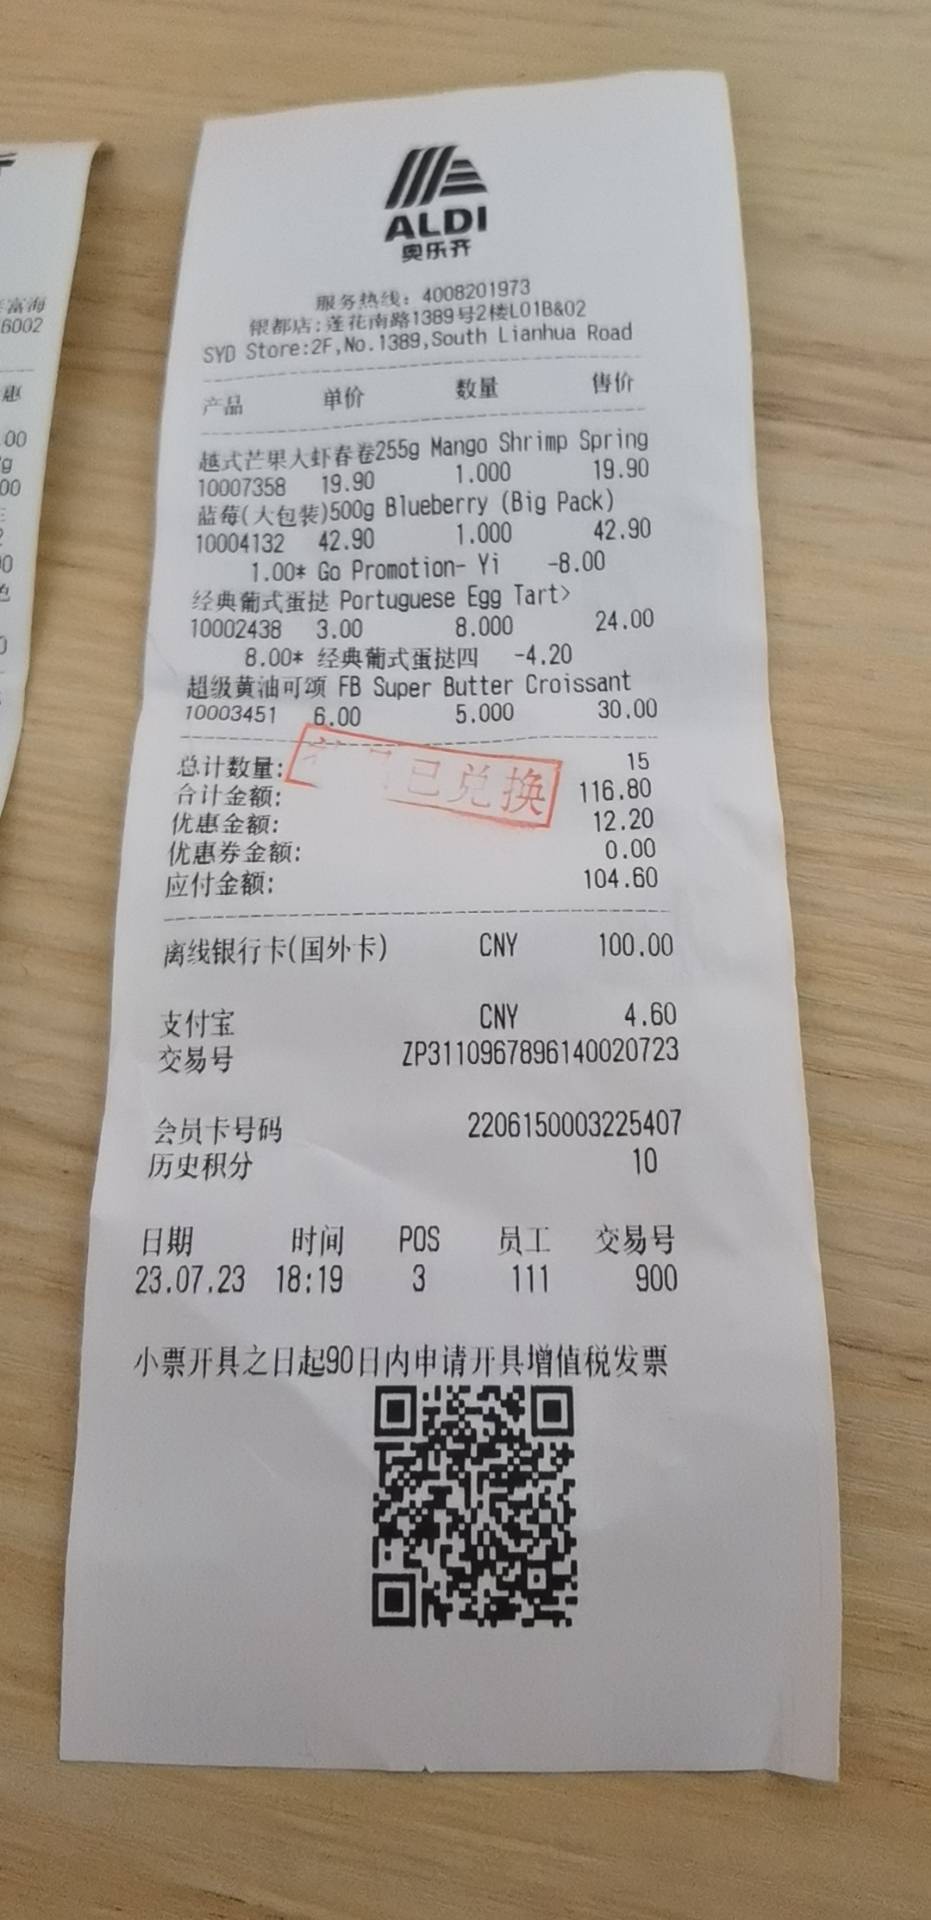 ALDI
奥乐齐
服务热线: 4008201973
银都店:莲花南路1389号2楼L01B&02
SYD Store:2F,No.1389,South Lianhua Road
产品 单价 数量 售价
越式芒果大虾春卷255g Mango Shrimp Spring
10007358 19.90 1.000 19.90
蓝莓(大包装)500g Blueberry (Big Pack)
10004132 42.90 1.000 42.90
1.00* Go Promotion- Yi -8.00
经典葡式蛋挞 Portuguese Egg Tart>
10002438 3.00 8.000 24.00
8.00* 经典葡式蛋挞四 -4.20
超级黄油可颂 FB Super Butter Croissant
10003451 6.00 5.000 30.00
总计数量: 15
已兑换
合计金额: 116.80
优惠金额: 12.20
优惠券金额: 0.00
应付金额: 104.60
离线银行卡(国外卡) CNY 100.00
支付宝 CNY 4.60
交易号 ZP3110967896140020723
会员卡号码 2206150003225407
历史积分 10
日期 时间 POS 员工 交易号
23.07.23 18:19 3 111 900
小票开具之日起90日内申请开具增值税发票
富海
6002
惠
.00
g
00